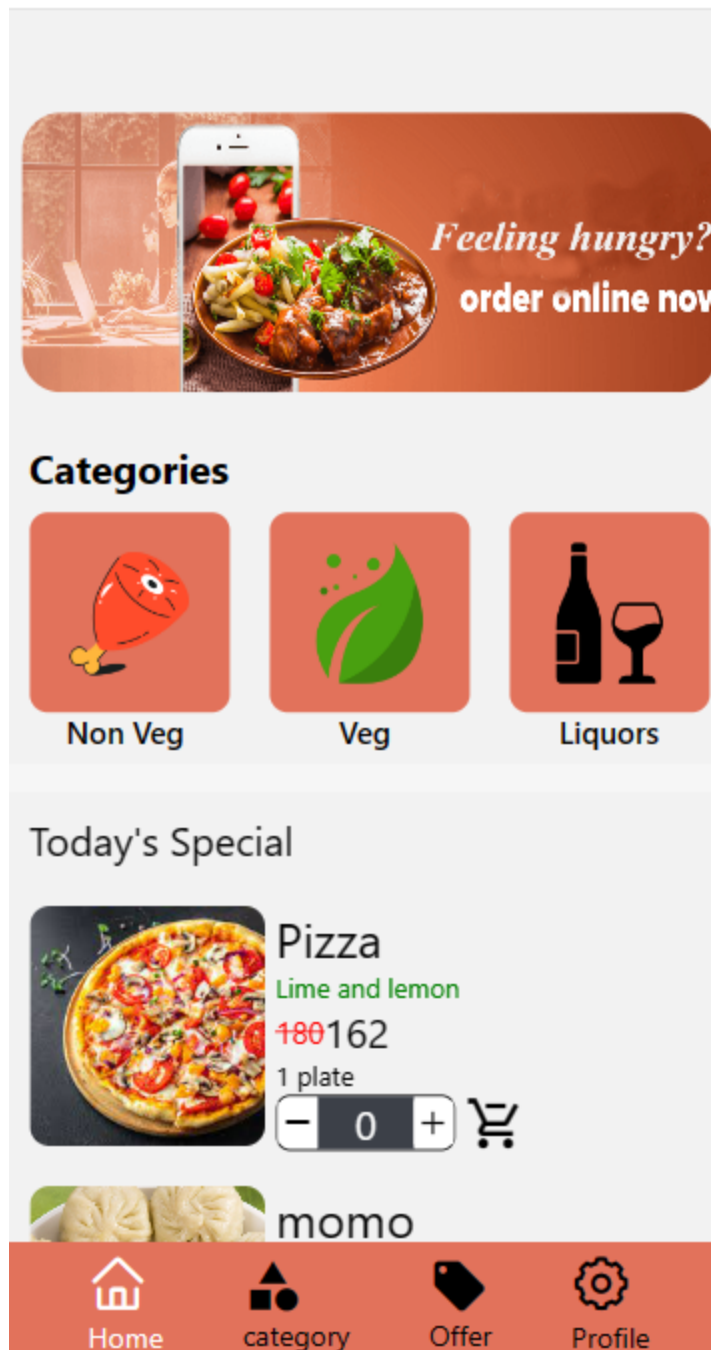 Feeling hungry?
order online now
Categories
Non Veg
Veg
Liquors
Today's Special
Pizza
Lime and lemon
180162
1 plate
− 0 +
momo
Home
category
Offer
Profile